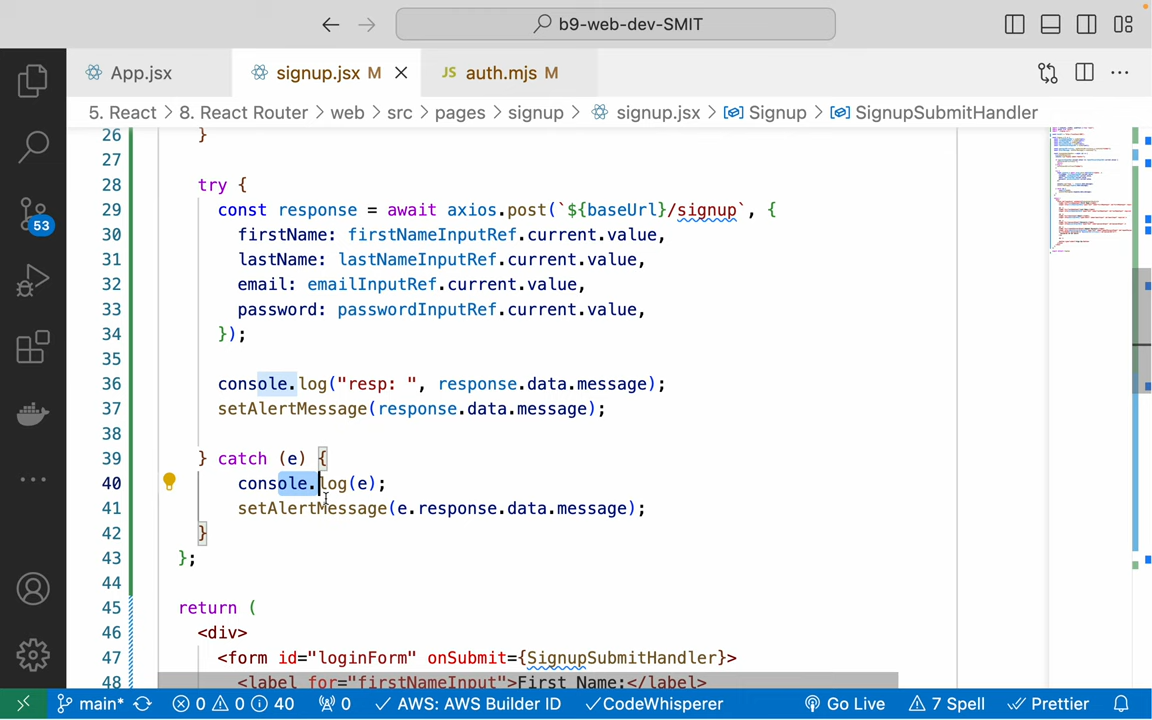 b9-web-dev-SMIT
App.jsx
signup.jsx M
JS auth.mjs M
5. React > 8. React Router > web > src > pages > signup > signup.jsx > Signup > SignupSubmitHandler
26 }
27
28 try {
29 const response = await axios.post(`${baseUrl}/signup`, {
30 firstName: firstNameInputRef.current.value,
31 lastName: lastNameInputRef.current.value,
32 email: emailInputRef.current.value,
33 password: passwordInputRef.current.value,
34 });
35
36 console.log("resp: ", response.data.message);
37 setAlertMessage(response.data.message);
38
39 } catch (e) {
40 console.log(e);
41 setAlertMessage(e.response.data.message);
42 }
43 };
44
45 return (
46 <div>
47 <form id="loginForm" onSubmit={SignupSubmitHandler}>
48 <label for="firstNameInput">First Name:</label>
53
main* 0 0 40 0 AWS: AWS Builder ID CodeWhisperer Go Live 7 Spell Prettier